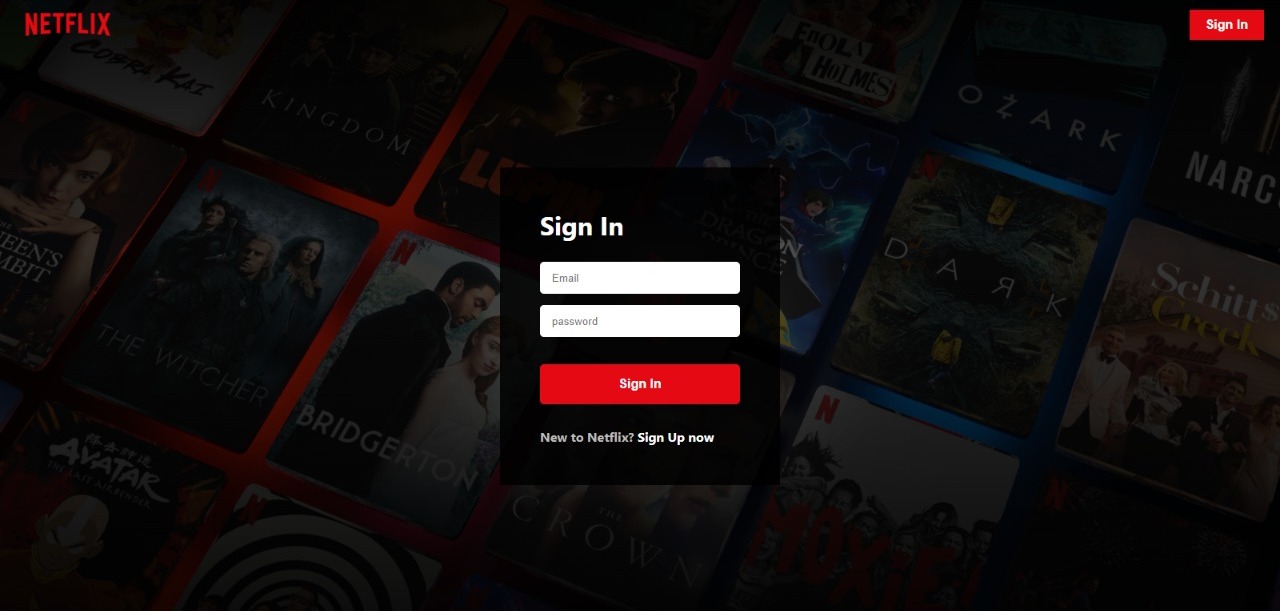 NETFLIX
Sign In
COBRA KAI
KINGDOM
LUPIN
ENOLA
HOLMES
OZARK
NARC
QUEEN'S
THE WITCHER
BRIDGERTON
THE
DRAGON
PRINCE
DARK
Schitt's
Creek
Sign In
Email
password
Sign In
New to Netflix? Sign Up now
AVATAR
THE LAST AIRBENDER
THE
CROWN
MOXIE!